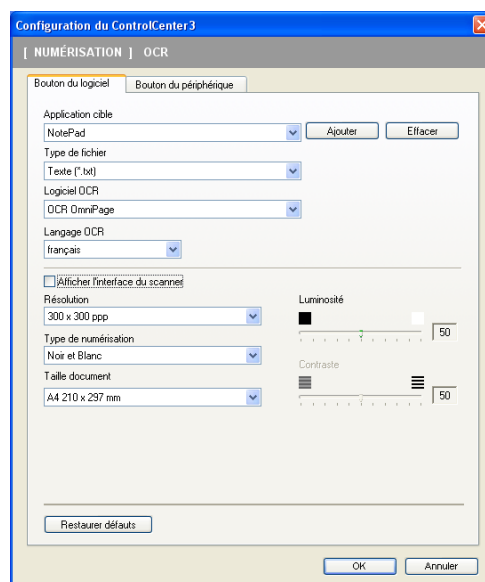 Configuration du ControlCenter3
[ NUMÉRISATION ] OCR
Bouton du logiciel Bouton du périphérique
Application cible
NotePad Ajouter Effacer
Type de fichier
Texte (*.txt)
Logiciel OCR
OCR OmniPage
Langage OCR
français
Afficher l'interface du scanner
Résolution Luminosité
300 x 300 ppp 50
Type de numérisation
Noir et Blanc Contraste
Taille document
A4 210 x 297 mm 50
Restaurer défauts
OK Annuler